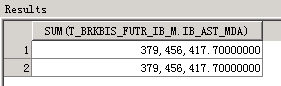 Results
SUM(T_BRKBIS_FUTR_IB_M.IB_AST_MDA)
1 379,456,417.70000000
2 379,456,417.70000000